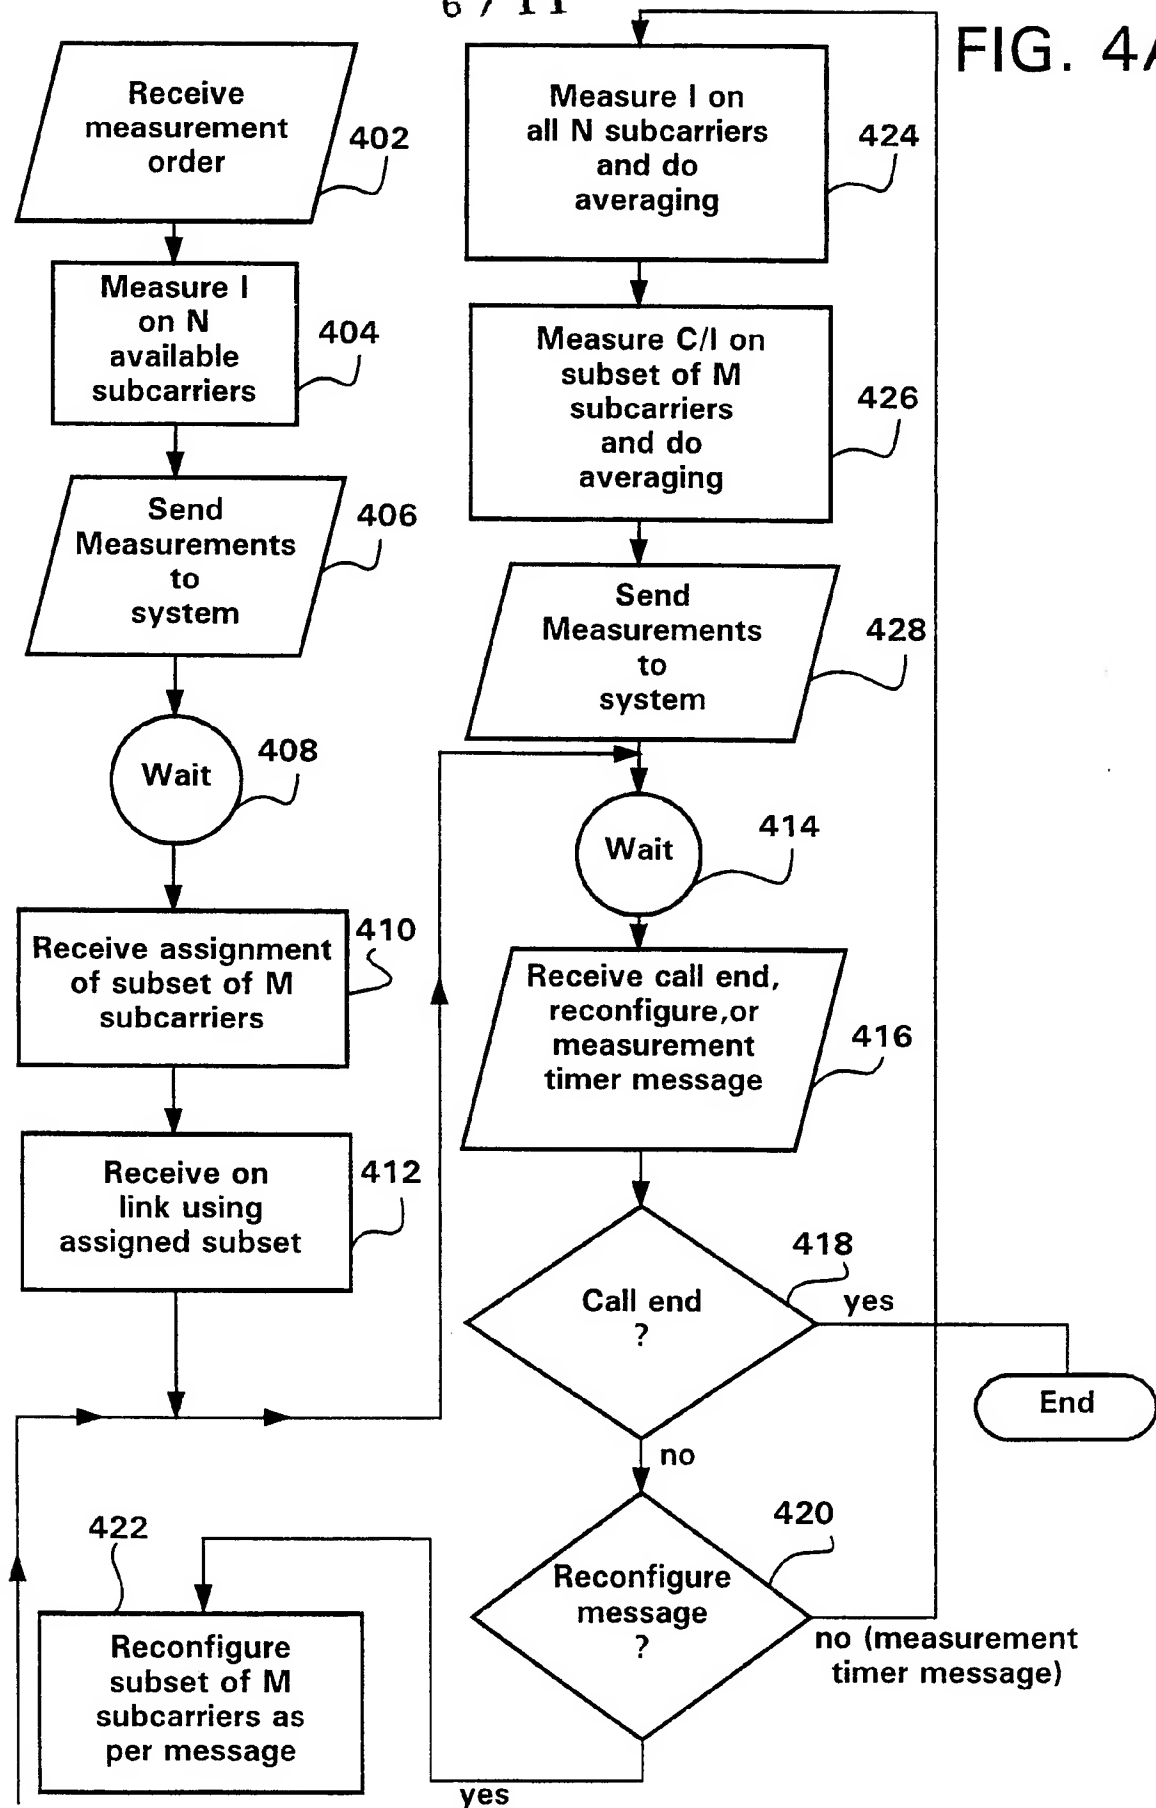 6 / 11
FIG. 4A
Receive
measurement
order
402
Measure I
on N
available
subcarriers
404
Send
Measurements
to
system
406
Wait
408
Receive assignment
of subset of M
subcarriers
410
Receive on
link using
assigned subset
412
422
Reconfigure
subset of M
subcarriers as
per message
Measure I on
all N subcarriers
and do
averaging
424
Measure C/I on
subset of M
subcarriers
and do
averaging
426
Send
Measurements
to
system
428
Wait
414
Receive call end,
reconfigure,or
measurement
timer message
416
Call end
?
418
yes
End
no
Reconfigure
message
?
420
no (measurement
timer message)
yes